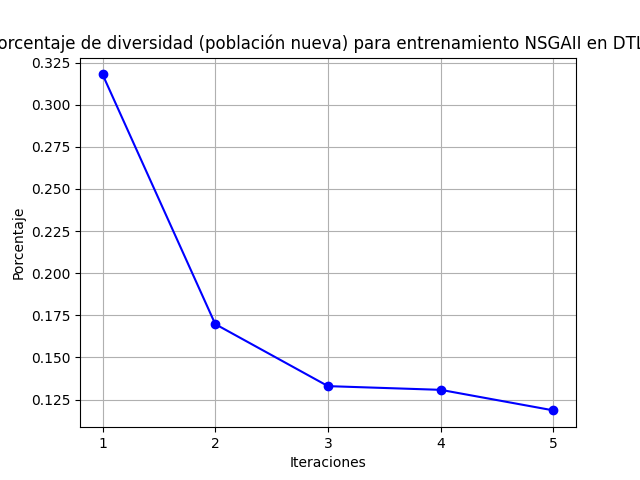 orcentaje de diversidad (población nueva) para entrenamiento NSGAII en DTL
0.325
0.300
0.275
0.250
0.225
0.200
0.175
0.150
0.125
Porcentaje
1 2 3 4 5
Iteraciones